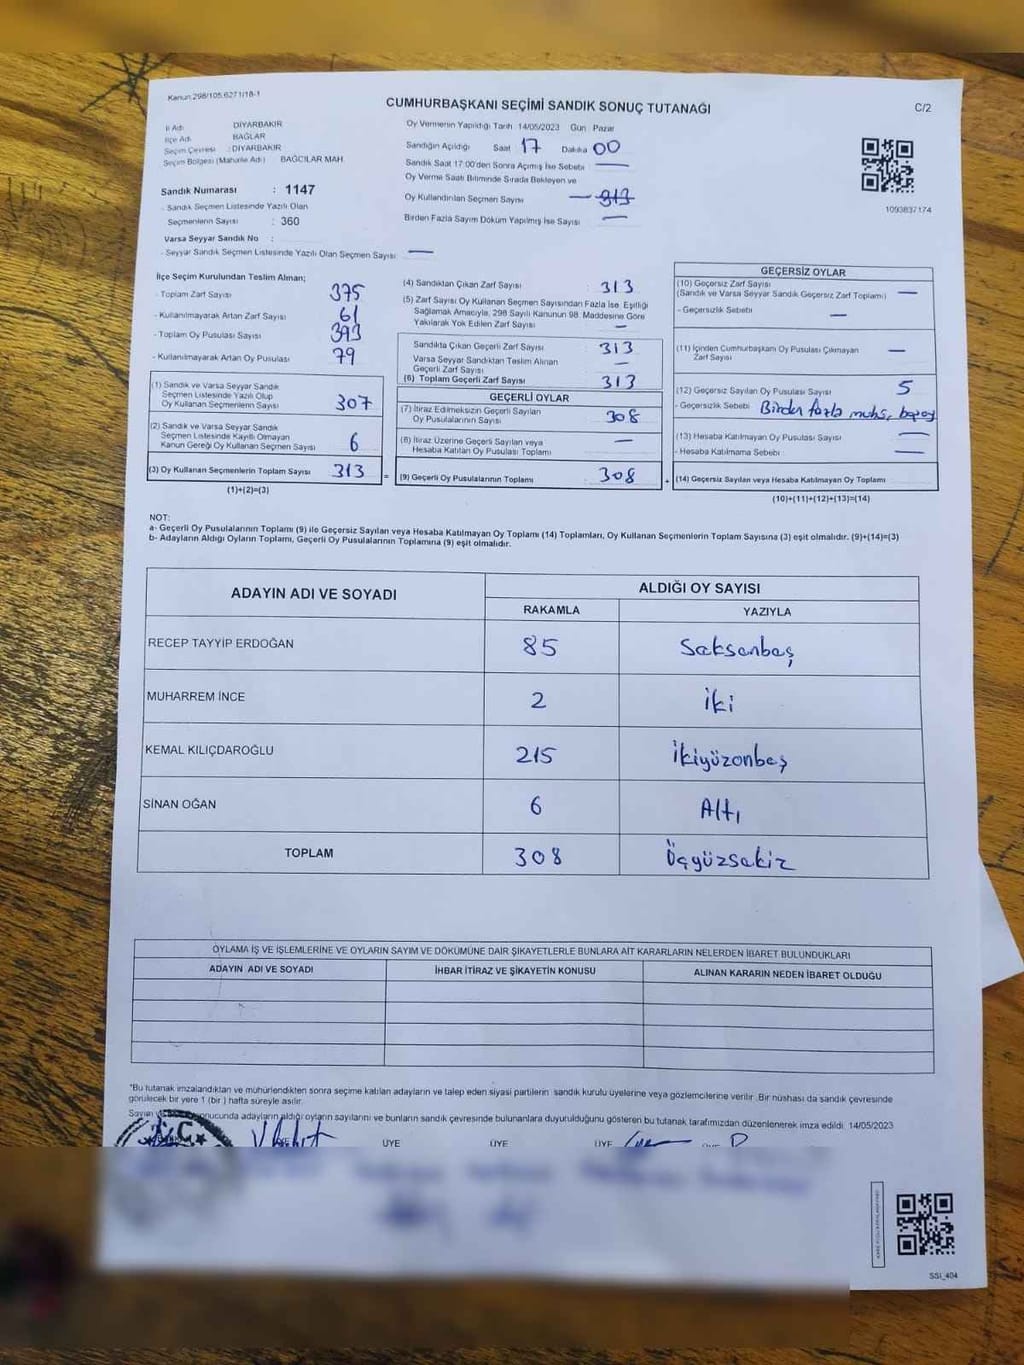 Kanun 298/105.6271/18-1
CUMHURBAŞKANI SEÇİMİ SANDIK SONUÇ TUTANAĞI
C/2
İl Adı : DİYARBAKIR
İlçe Adı : BAĞLAR
Seçim Çevresi : DİYARBAKIR
Seçim Bölgesi (Mahalle Adı) : BAĞCILAR MAH.
Sandık Numarası : 1147
- Sandık Seçmen Listesinde Yazılı Olan
Seçmenlerin Sayısı : 360
Varsa Seyyar Sandık No :
- Seyyar Sandık Seçmen Listesinde Yazılı Olan Seçmen Sayısı —
Oy Vermenin Yapıldığı Tarih 14/05/2023 Gün Pazar
Sandığın Açıldığı Saat 17 Dakika 00
Sandık Saat 17:00'den Sonra Açımış İse Sebebi —
Oy Verme Saati Bitiminde Sırada Bekleyen ve
Oy Kullandırılan Seçmen Sayısı — 313
Birden Fazla Sayım Döküm Yapılmış İse Sayısı —
1093837174
İlçe Seçim Kurulundan Teslim Alınan;
- Toplam Zarf Sayısı 375
- Kullanılmayarak Artan Zarf Sayısı 61
- Toplam Oy Pusulası Sayısı 393
- Kullanılmayarak Artan Oy Pusulası 79
(1) Sandık ve Varsa Seyyar Sandık
Seçmen Listesinde Yazılı Olup
Oy Kullanan Seçmenlerin Sayısı 307
(2) Sandık ve Varsa Seyyar Sandık
Seçmen Listesinde Kayıtlı Olmayan
Kanun Gereği Oy Kullanan Seçmen Sayısı 6
(3) Oy Kullanan Seçmenlerin Toplam Sayısı 313 =
(1)+(2)=(3)
(4) Sandıktan Çıkan Zarf Sayısı 313
(5) Zarf Sayısı Oy Kullanan Seçmen Sayısından Fazla İse, Eşitliği
Sağlamak Amacıyla, 298 Sayılı Kanunun 98. Maddesine Göre
Yakılarak Yok Edilen Zarf Sayısı —
Sandıkta Çıkan Geçerli Zarf Sayısı 313
Varsa Seyyar Sandıktan Teslim Alınan
Geçerli Zarf Sayısı —
(6) Toplam Geçerli Zarf Sayısı 313
GEÇERLİ OYLAR
(7) İtiraz Edilmeksizin Geçerli Sayılan
Oy Pusulalarının Sayısı 308
(8) İtiraz Üzerine Geçerli Sayılan veya
Hesaba Katılan Oy Pusulası Toplamı —
(9) Geçerli Oy Pusulalarının Toplamı 308 +
GEÇERSİZ OYLAR
(10) Geçersiz Zarf Sayısı
(Sandık ve Varsa Seyyar Sandık Geçersiz Zarf Toplamı) —
- Geçersizlik Sebebi —
(11) İçinden Cumhurbaşkanı Oy Pusulası Çıkmayan
Zarf Sayısı —
(12) Geçersiz Sayılan Oy Pusulası Sayısı 5
- Geçersizlik Sebebi Birden fazla
(13) Hesaba Katılmayan Oy Pusulası Sayısı —
- Hesaba Katılmama Sebebi —
(14) Geçersiz Sayılan veya Hesaba Katılmayan Oy Toplamı
(10)+(11)+(12)+(13)=(14)
NOT:
a- Geçerli Oy Pusulalarının Toplamı (9) ile Geçersiz Sayılan veya Hesaba Katılmayan Oy Toplamı (14) Toplamları, Oy Kullanan Seçmenlerin Toplam Sayısına (3) eşit olmalıdır. (9)+(14)=(3)
b- Adayların Aldığı Oyların Toplamı, Geçerli Oy Pusulalarının Toplamına (9) eşit olmalıdır.
ADAYIN ADI VE SOYADI
ALDIĞI OY SAYISI
RAKAMLA YAZIYLA
RECEP TAYYİP ERDOĞAN 85 Seksenbeş
MUHARREM İNCE 2 İki
KEMAL KILIÇDAROĞLU 215 İkiyüzonbeş
SİNAN OĞAN 6 Altı
TOPLAM 308 Üçyüzsekiz
OYLAMA İŞ VE İŞLEMLERİNE VE OYLARIN SAYIM VE DÖKÜMÜNE DAİR ŞİKAYETLERLE BUNLARA AİT KARARLARIN NELERDEN İBARET BULUNDUKLARI
ADAYIN ADI VE SOYADI İHBAR İTİRAZ VE ŞİKAYETİN KONUSU ALINAN KARARIN NEDEN İBARET OLDUĞU
*Bu tutanak imzalandıktan ve mühürlendikten sonra seçime katılan adayların ve talep eden siyasi partilerin sandık kurulu üyelerine veya gözlemcilerine verilir. Bir nüshası da sandık çevresinde
görülecek bir yere 1 (bir) hafta süreyle asılır.
Sayım ve sonucunda adayların aldığı oyların sayılarını ve bunların sandık çevresinde bulunanlara duyurulduğunu gösteren bu tutanak tarafımızdan düzenlenerek imza edildi. 14/05/2023
ÜYE ÜYE ÜYE ÜYE
SSI_404